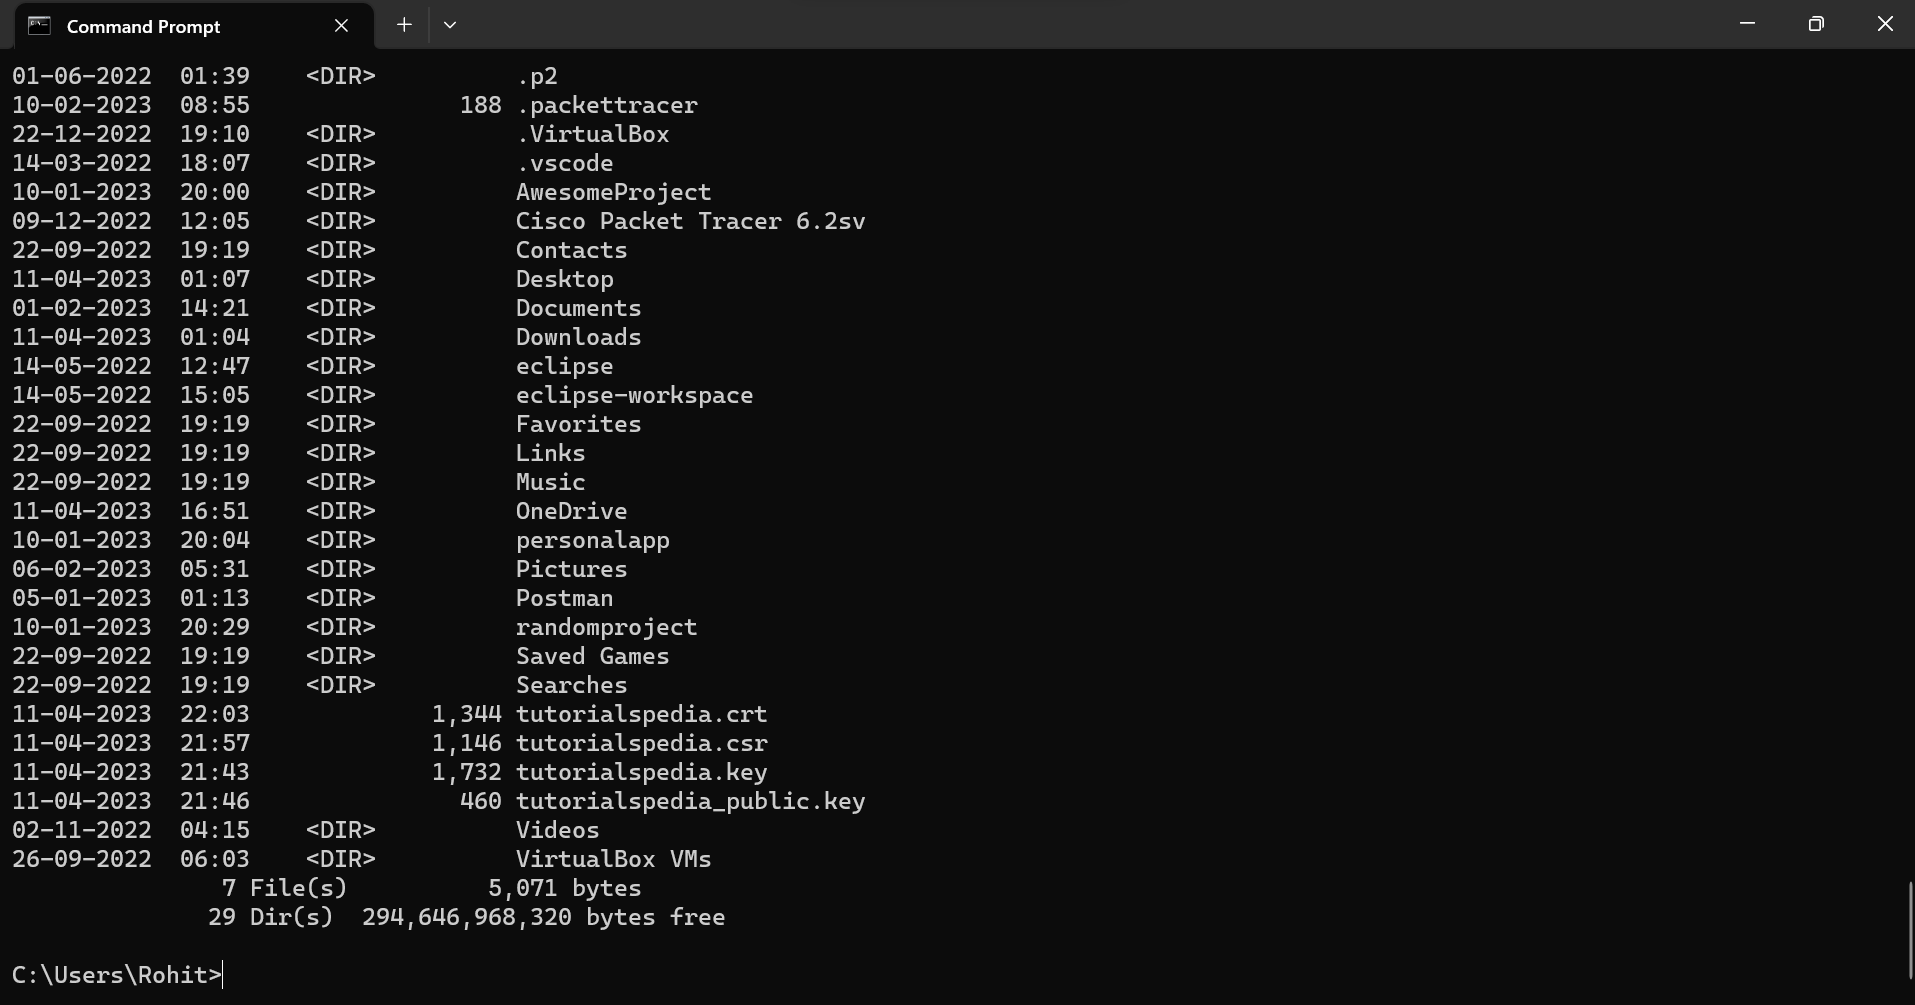 Command Prompt
01-06-2022  01:39    <DIR>          .p2
10-02-2023  08:55               188 .packettracer
22-12-2022  19:10    <DIR>          .VirtualBox
14-03-2022  18:07    <DIR>          .vscode
10-01-2023  20:00    <DIR>          AwesomeProject
09-12-2022  12:05    <DIR>          Cisco Packet Tracer 6.2sv
22-09-2022  19:19    <DIR>          Contacts
11-04-2023  01:07    <DIR>          Desktop
01-02-2023  14:21    <DIR>          Documents
11-04-2023  01:04    <DIR>          Downloads
14-05-2022  12:47    <DIR>          eclipse
14-05-2022  15:05    <DIR>          eclipse-workspace
22-09-2022  19:19    <DIR>          Favorites
22-09-2022  19:19    <DIR>          Links
22-09-2022  19:19    <DIR>          Music
11-04-2023  16:51    <DIR>          OneDrive
10-01-2023  20:04    <DIR>          personalapp
06-02-2023  05:31    <DIR>          Pictures
05-01-2023  01:13    <DIR>          Postman
10-01-2023  20:29    <DIR>          randomproject
22-09-2022  19:19    <DIR>          Saved Games
22-09-2022  19:19    <DIR>          Searches
11-04-2023  22:03             1,344 tutorialspedia.crt
11-04-2023  21:57             1,146 tutorialspedia.csr
11-04-2023  21:43             1,732 tutorialspedia.key
11-04-2023  21:46               460 tutorialspedia_public.key
02-11-2022  04:15    <DIR>          Videos
26-09-2022  06:03    <DIR>          VirtualBox VMs
               7 File(s)          5,071 bytes
              29 Dir(s)  294,646,968,320 bytes free
C:\Users\Rohit>